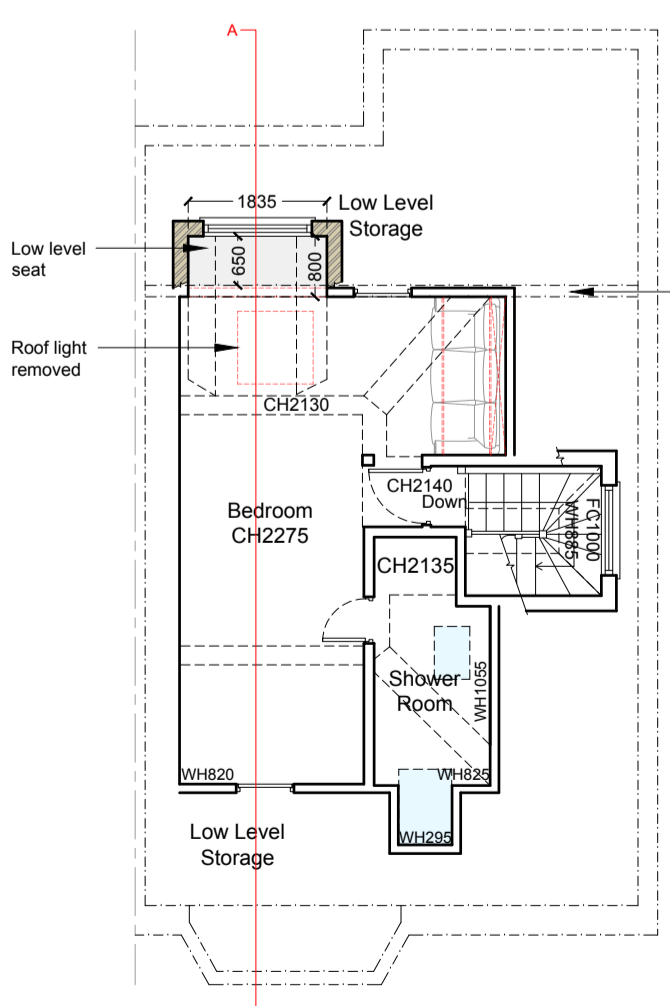 A
1835
Low Level
Storage
Low level
seat
650
800
Roof light
removed
CH2130
CH2140
Down
Bedroom
CH2275
FC1000
WH885
CH2135
Shower
Room
WH1055
WH820
WH825
Low Level
Storage
WH295